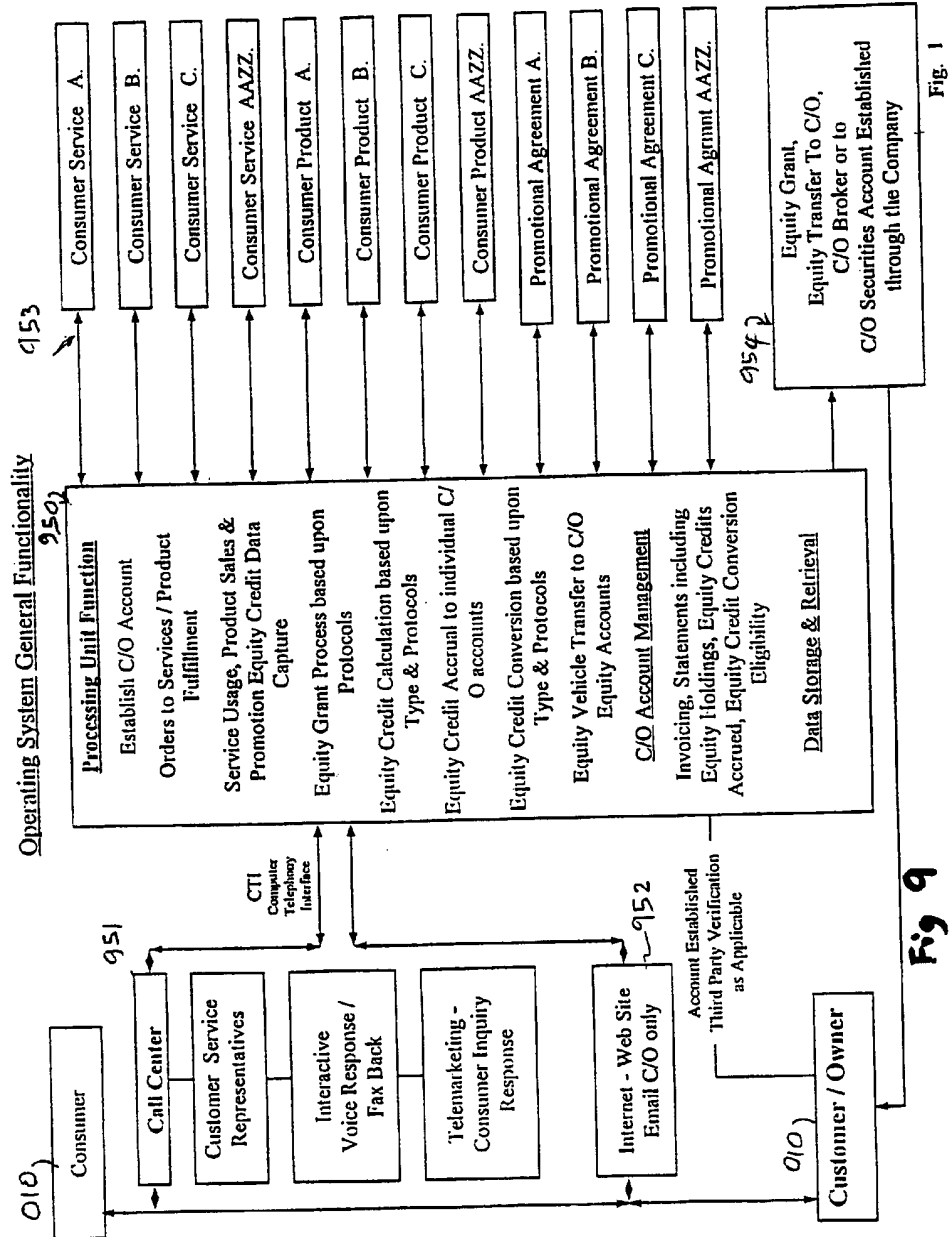 Operating System General Functionality
010
Consumer
951
Call Center
Customer Service
Representatives
Interactive
Voice Response /
Fax Back
Telemarketing -
Consumer Inquiry
Response
Internet - Web Site
Email C/O only
952
CTI
Computer
Telephony
Interface
Account Established
Third Party Verification
as Applicable
910
Customer / Owner
950
Processing Unit Function
Establish C/O Account
Orders to Services / Product
Fulfillment
Service Usage, Product Sales &
Promotion Equity Credit Data
Capture
Equity Grant Process based upon
Protocols
Equity Credit Calculation based upon
Type & Protocols
Equity Credit Accrual to individual C/
O accounts
Equity Credit Conversion based upon
Type & Protocols
Equity Vehicle Transfer to C/O
Equity Accounts
C/O Account Management
Invoicing, Statements including
Equity Holdings, Equity Credits
Accrued, Equity Credit Conversion
Eligibility
Data Storage & Retrieval
953
Consumer Service A.
Consumer Service B.
Consumer Service C.
Consumer Service AAZZ.
Consumer Product A.
Consumer Product B.
Consumer Product C.
Consumer Product AAZZ.
Promotional Agreement A.
Promotional Agreement B.
Promotional Agreement C.
Promotional Agrmnt AAZZ.
954
Equity Grant,
Equity Transfer To C/O,
C/O Broker or to
C/O Securities Account Established
through the Company
Fig 9
Fig. 1